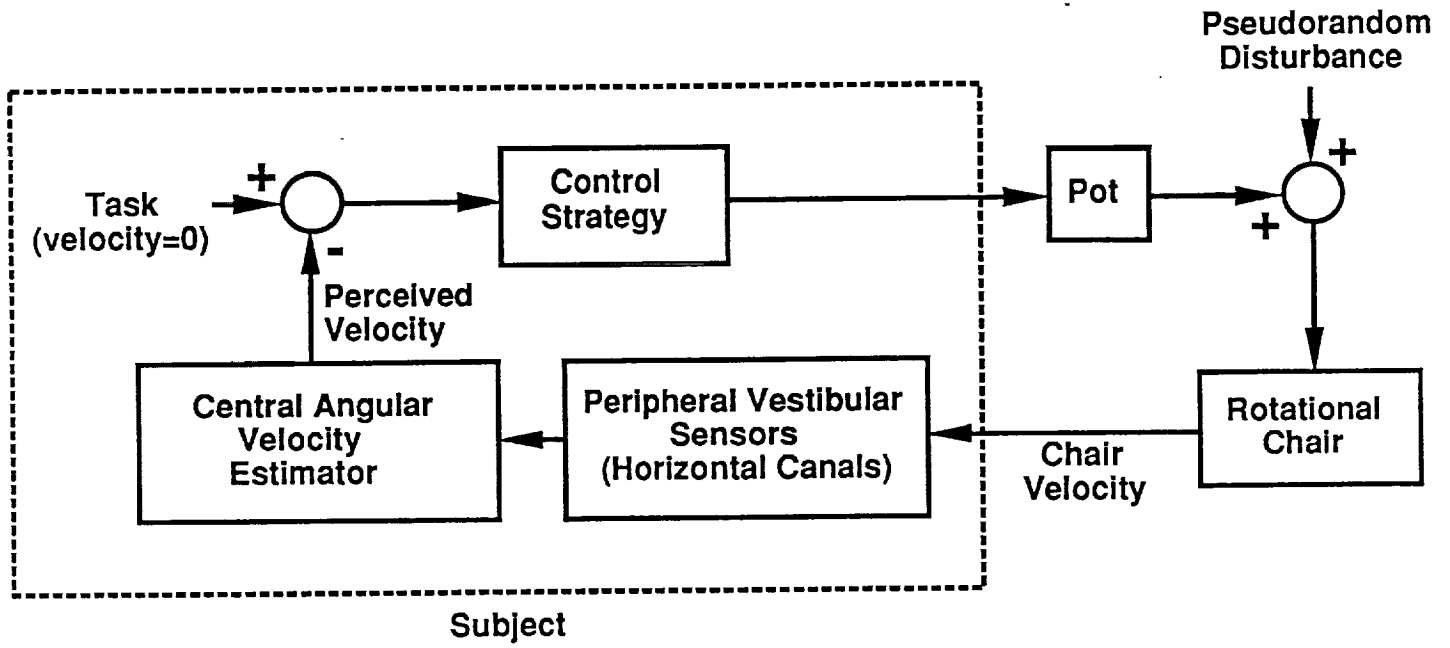 Pseudorandom
Disturbance
+
+
Control
Strategy
Pot
Task
(velocity=0)
+
-
Perceived
Velocity
Central Angular
Velocity
Estimator
Peripheral Vestibular
Sensors
(Horizontal Canals)
Rotational
Chair
Chair
Velocity
Subject